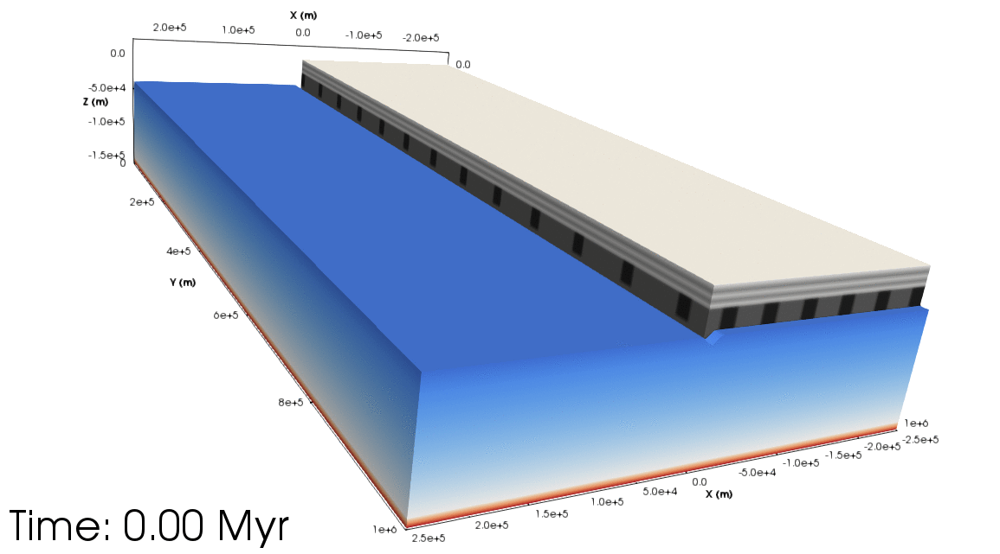 X (m)
2.0e+5
1.0e+5
0.0
-1.0e+5
-2.0e+5
0.0
0.0
-5.0e+4
Z (m)
-1.0e+5
-1.5e+5
0
2e+5
4e+5
Y (m)
6e+5
8e+5
1e+6
1e+6
-2.5e+5
-2.0e+5
-1.5e+5
-1.0e+5
-5.0e+4
0.0
X (m)
5.0e+4
1.0e+5
1.5e+5
2.0e+5
2.5e+5
Time: 0.00 Myr